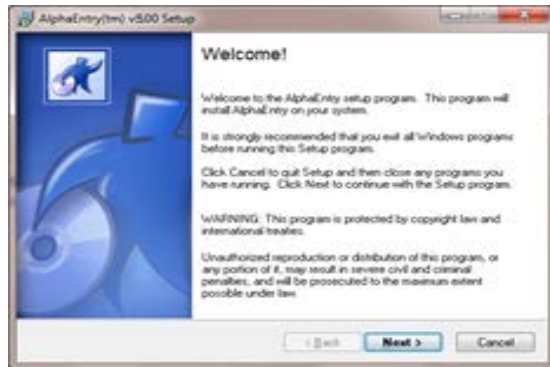 AlphaEntry(tm) v5.00 Setup
Welcome!
Welcome to the AlphaEntry setup program. This program will
install AlphaEntry on your system.
It is strongly recommended that you exit all Windows programs
before running this Setup program.
Click Cancel to quit Setup and then close any programs you
have running. Click Next to continue with the Setup program.
WARNING: This program is protected by copyright law and
international treaties.
Unauthorized reproduction or distribution of this program, or
any portion of it, may result in severe civil and criminal
penalties, and will be prosecuted to the maximum extent
possible under law.
< Back
Next >
Cancel